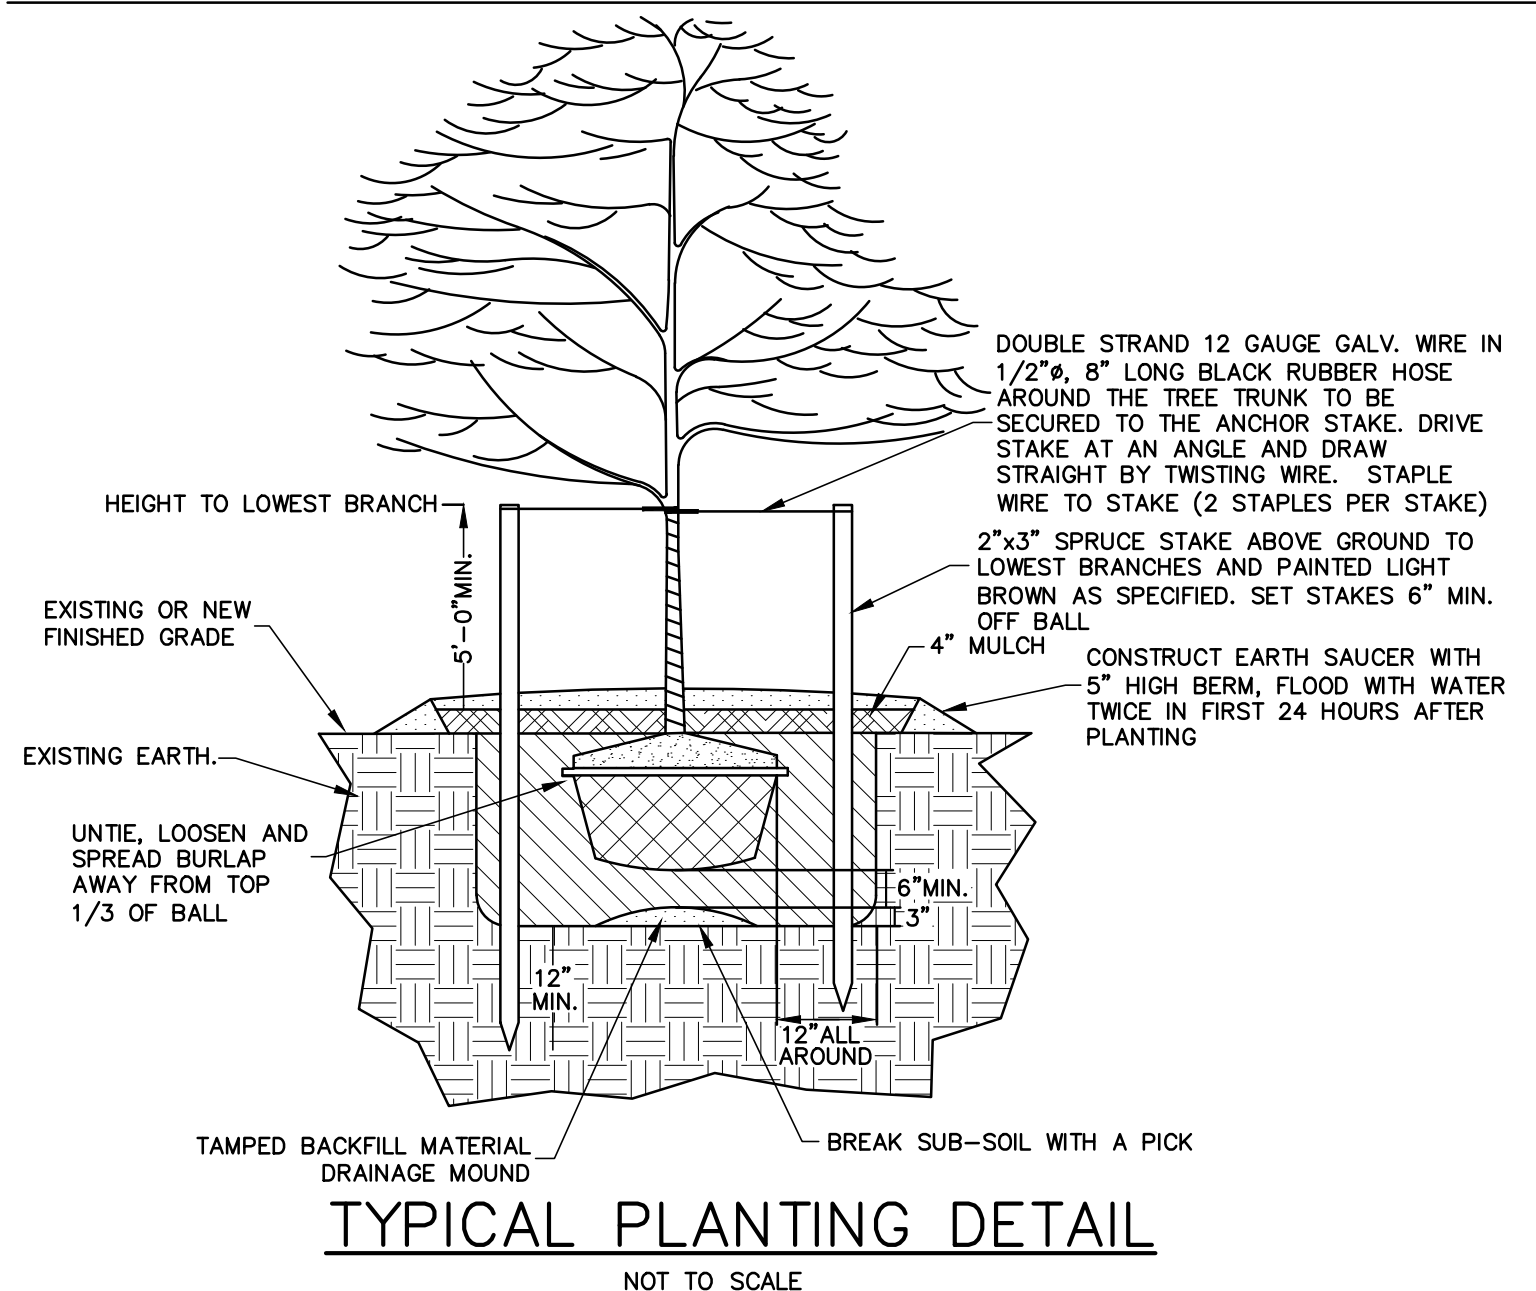 DOUBLE STRAND 12 GAUGE GALV. WIRE IN
1/2"ø, 8" LONG BLACK RUBBER HOSE
AROUND THE TREE TRUNK TO BE
SECURED TO THE ANCHOR STAKE. DRIVE
STAKE AT AN ANGLE AND DRAW
STRAIGHT BY TWISTING WIRE. STAPLE
WIRE TO STAKE (2 STAPLES PER STAKE)
HEIGHT TO LOWEST BRANCH
5'-0"MIN.
2"x3" SPRUCE STAKE ABOVE GROUND TO
LOWEST BRANCHES AND PAINTED LIGHT
BROWN AS SPECIFIED. SET STAKES 6" MIN.
OFF BALL
EXISTING OR NEW
FINISHED GRADE
4" MULCH
CONSTRUCT EARTH SAUCER WITH
5" HIGH BERM, FLOOD WITH WATER
TWICE IN FIRST 24 HOURS AFTER
PLANTING
EXISTING EARTH.
UNTIE, LOOSEN AND
SPREAD BURLAP
AWAY FROM TOP
1/3 OF BALL
6"MIN.
3"
12"
MIN.
12"ALL
AROUND
TAMPED BACKFILL MATERIAL
DRAINAGE MOUND
BREAK SUB-SOIL WITH A PICK
TYPICAL PLANTING DETAIL
NOT TO SCALE